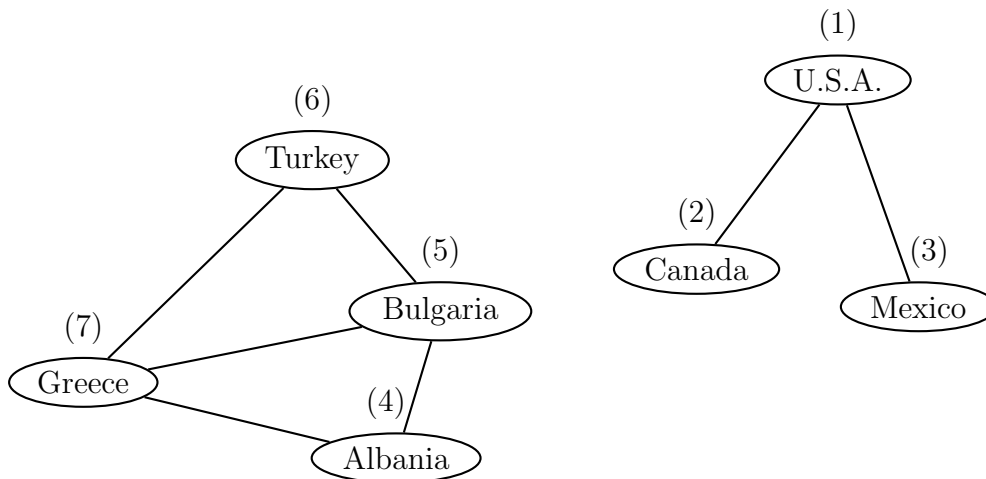 (1)
U.S.A.
(6)
Turkey
(2)
Canada
(5)
Bulgaria
(3)
Mexico
(7)
Greece
(4)
Albania